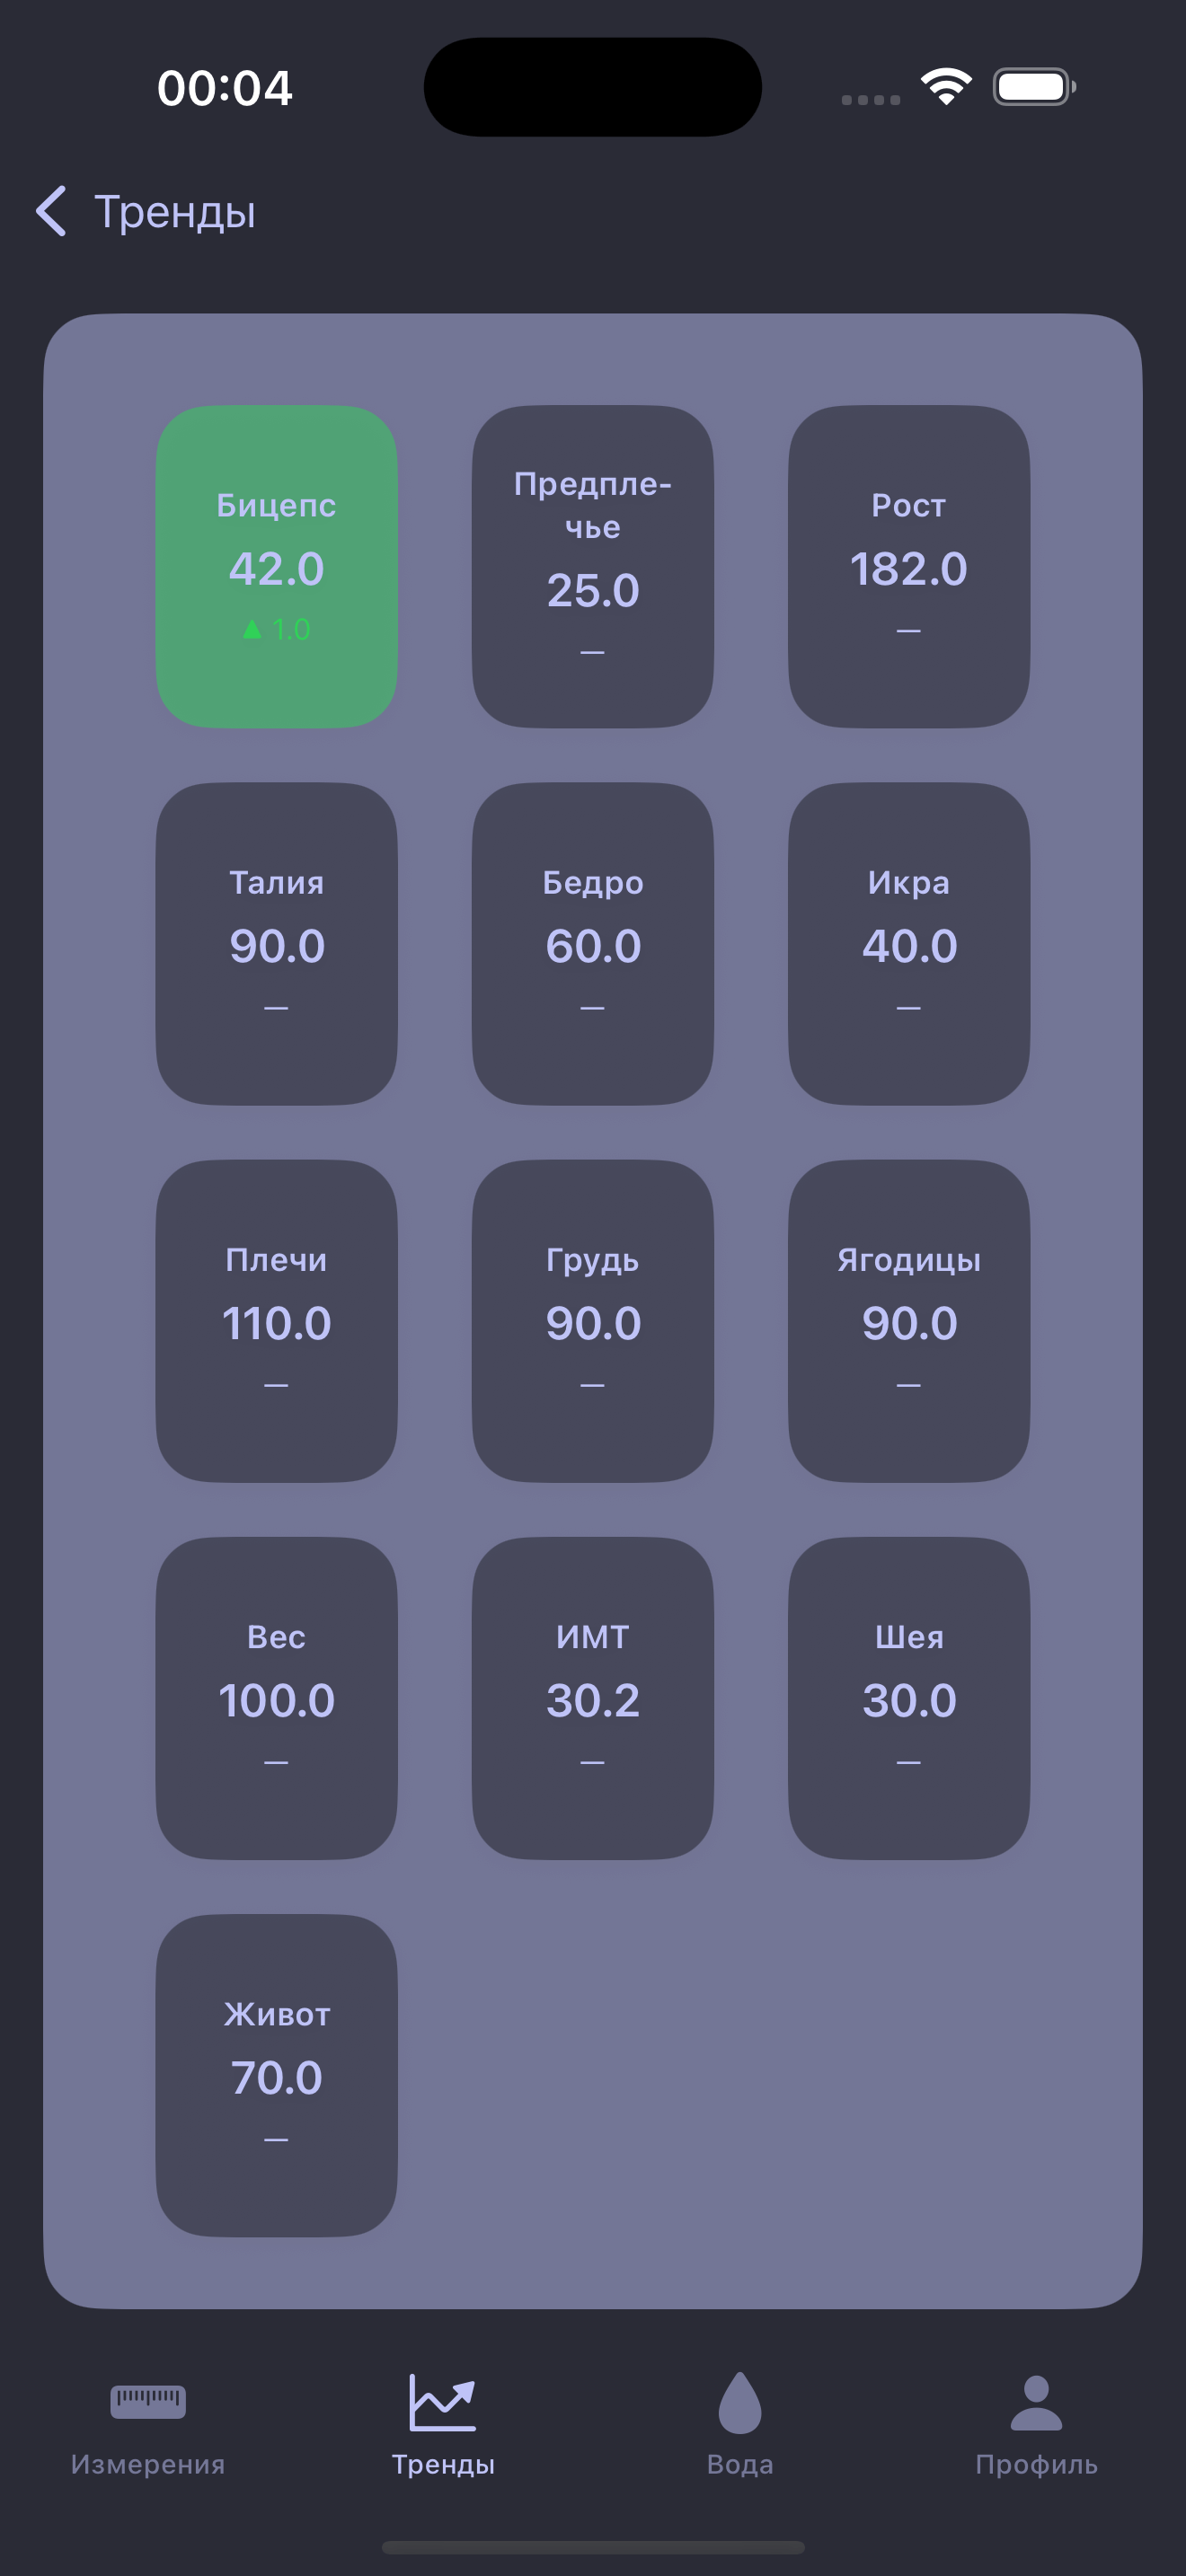 00:04
Тренды
Бицепс
42.0
▲ 1.0
Предпле-
чье
25.0
—
Рост
182.0
—
Талия
90.0
—
Бедро
60.0
—
Икра
40.0
—
Плечи
110.0
—
Грудь
90.0
—
Ягодицы
90.0
—
Вес
100.0
—
ИМТ
30.2
—
Шея
30.0
—
Живот
70.0
—
Измерения
Тренды
Вода
Профиль